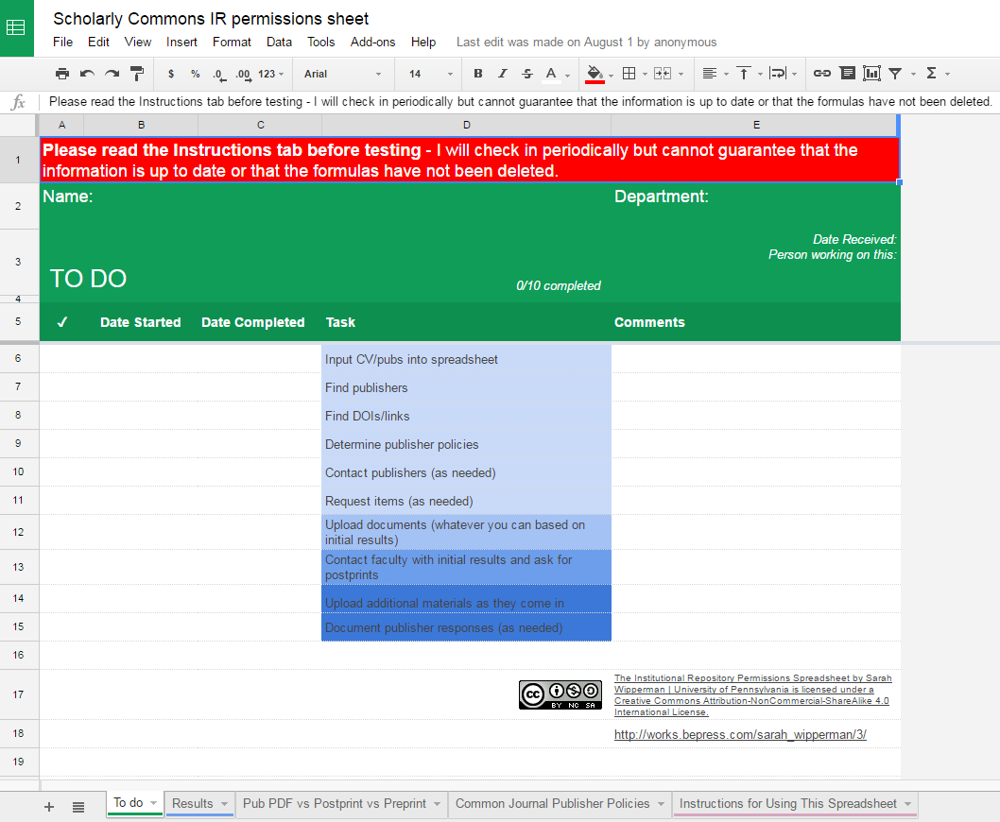 Scholarly Commons IR permissions sheet
File Edit View Insert Format Data Tools Add-ons Help Last edit was made on August 1 by anonymous
$ % .0 .00 123 Arial 14 B I S A Σ
fx Please read the Instructions tab before testing - I will check in periodically but cannot guarantee that the information is up to date or that the formulas have not been deleted.
A B C D E
1 Please read the Instructions tab before testing - I will check in periodically but cannot guarantee that the
information is up to date or that the formulas have not been deleted.
2 Name: Department:
Date Received:
3 Person working on this:
TO DO 0/10 completed
4
5 ✓ Date Started Date Completed Task Comments
6 Input CV/pubs into spreadsheet
7 Find publishers
8 Find DOIs/links
9 Determine publisher policies
10 Contact publishers (as needed)
11 Request items (as needed)
12 Upload documents (whatever you can based on
initial results)
13 Contact faculty with initial results and ask for
postprints
14 Upload additional materials as they come in
15 Document publisher responses (as needed)
16
17 The Institutional Repository Permissions Spreadsheet by Sarah
Wipperman | University of Pennsylvania is licensed under a
Creative Commons Attribution-NonCommercial-ShareAlike 4.0
International License.
cc BY NC SA
18 http://works.bepress.com/sarah_wipperman/3/
19
+ To do Results Pub PDF vs Postprint vs Preprint Common Journal Publisher Policies Instructions for Using This Spreadsheet